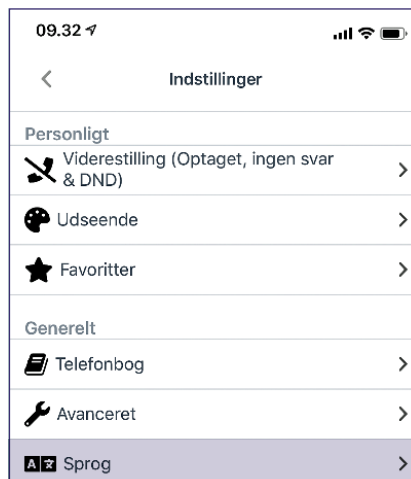 09.32
Indstillinger
Personligt
Viderestilling (Optaget, ingen svar
& DND)
Udseende
Favoritter
Generelt
Telefonbog
Avanceret
Sprog